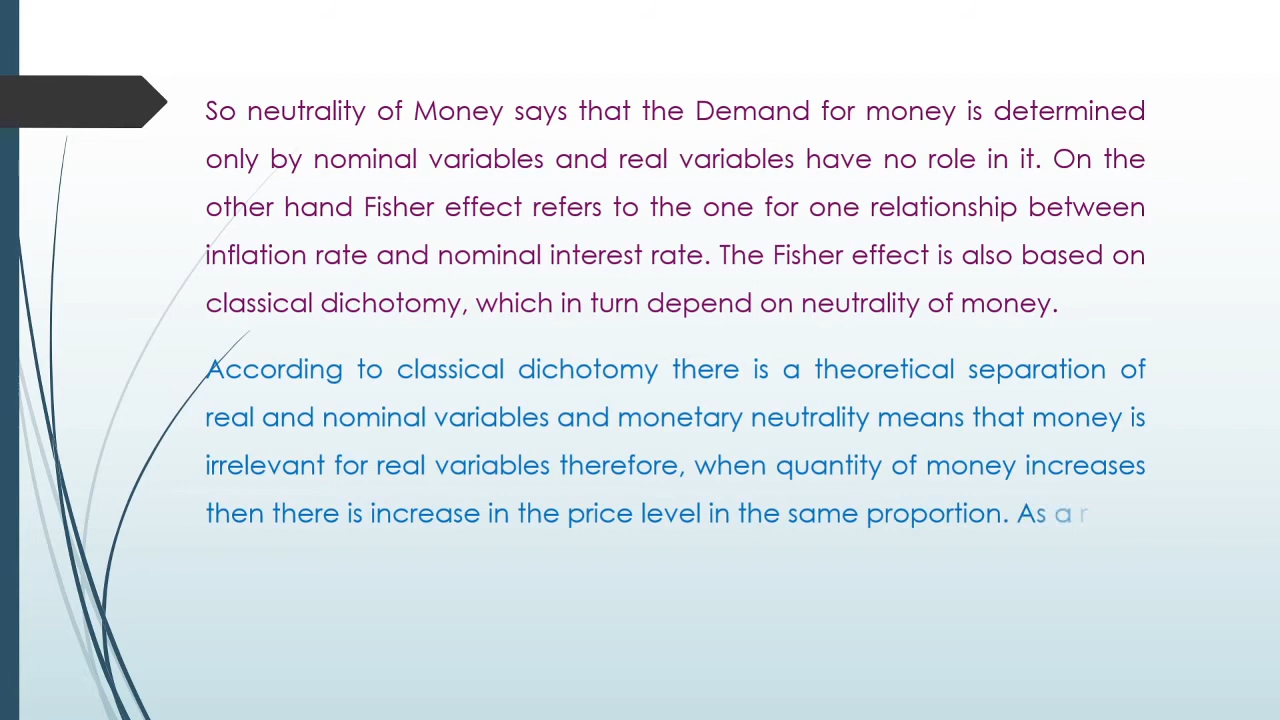 So neutrality of Money says that the Demand for money is determined
only by nominal variables and real variables have no role in it. On the
other hand Fisher effect refers to the one for one relationship between
inflation rate and nominal interest rate. The Fisher effect is also based on
classical dichotomy, which in turn depend on neutrality of money.
According to classical dichotomy there is a theoretical separation of
real and nominal variables and monetary neutrality means that money is
irrelevant for real variables therefore, when quantity of money increases
then there is increase in the price level in the same proportion. As a r